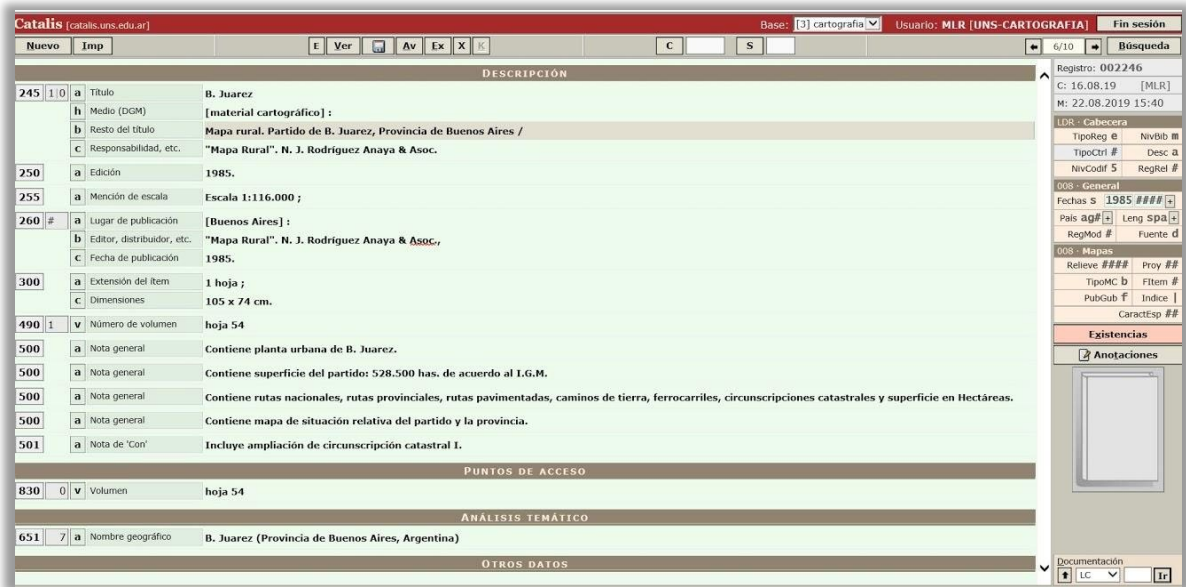 Catalis [catalis.uns.edu.ar] Base: [3] cartografia Usuario: MLR [UNS-CARTOGRAFIA] Fin sesión
Nuevo Imp E Ver Av Ex X K C S 6/10 Búsqueda
DESCRIPCIÓN
245 1 0 a Título B. Juarez
h Medio (DGM) [material cartográfico] :
b Resto del título Mapa rural. Partido de B. Juarez, Provincia de Buenos Aires /
c Responsabilidad, etc. "Mapa Rural". N. J. Rodríguez Anaya & Asoc.
250 a Edición 1985.
255 a Mención de escala Escala 1:116.000 ;
260 # a Lugar de publicación [Buenos Aires] :
b Editor, distribuidor, etc. "Mapa Rural". N. J. Rodríguez Anaya & Asoc.,
c Fecha de publicación 1985.
300 a Extensión del ítem 1 hoja ;
c Dimensiones 105 x 74 cm.
490 1 v Número de volumen hoja 54
500 a Nota general Contiene planta urbana de B. Juarez.
500 a Nota general Contiene superficie del partido: 528.500 has. de acuerdo al I.G.M.
500 a Nota general Contiene rutas nacionales, rutas provinciales, rutas pavimentadas, caminos de tierra, ferrocarriles, circunscripciones catastrales y superficie en Hectáreas.
500 a Nota general Contiene mapa de situación relativa del partido y la provincia.
501 a Nota de 'Con' Incluye ampliación de circunscripción catastral I.
PUNTOS DE ACCESO
830 0 v Volumen hoja 54
ANÁLISIS TEMÁTICO
651 7 a Nombre geográfico B. Juarez (Provincia de Buenos Aires, Argentina)
OTROS DATOS
Registro: 002246
C: 16.08.19 [MLR]
M: 22.08.2019 15:40
LDR - Cabecera
TipoReg e NivBib m
TipoCtrl # Desc a
NivCodif 5 RegRel #
008 - General
Fechas s 1985 #### +
País ag# + Leng spa +
RegMod # Fuente d
008 - Mapas
Relieve #### Proy ##
TipoMC b FItem #
PubGub f Indice |
CaractEsp ##
Existencias
Anotaciones
Documentación
LC Ir